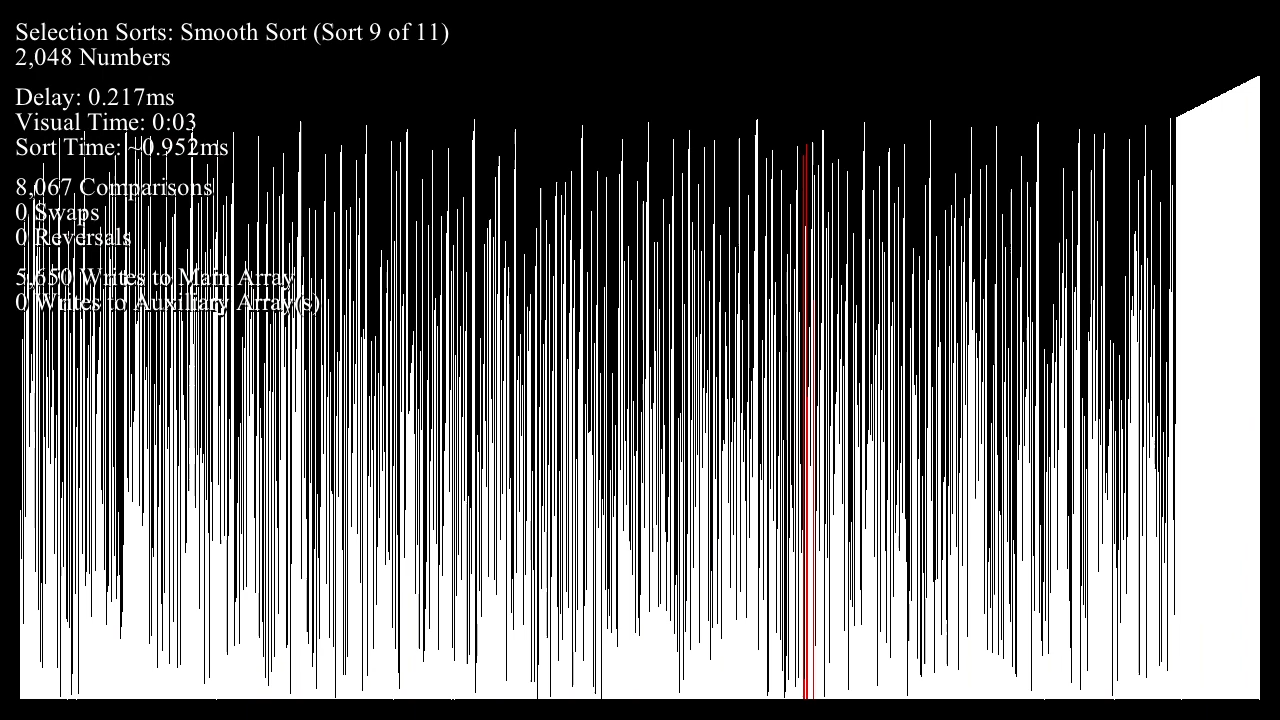 Selection Sorts: Smooth Sort (Sort 9 of 11)
2,048 Numbers
Delay: 0.217ms
Visual Time: 0:03
Sort Time: ~0.952ms
8,067 Comparisons
0 Swaps
0 Reversals
5,650 Writes to Main Array
0 Writes to Auxiliary Array(s)